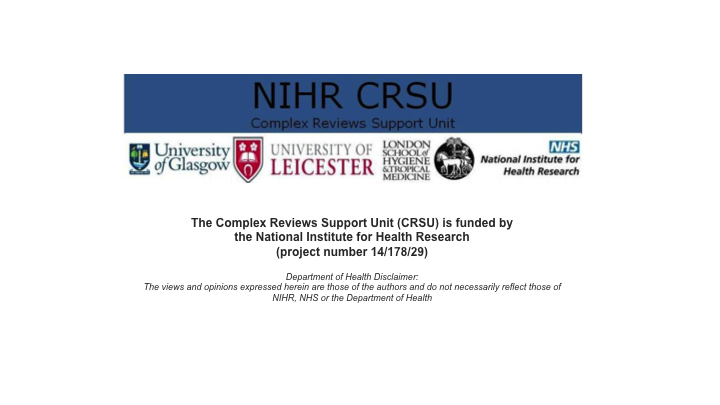 NIHR CRSU
Complex Reviews Support Unit
University
of Glasgow
UNIVERSITY OF
LEICESTER
LONDON
SCHOOL of
HYGIENE
& TROPICAL
MEDICINE
NHS
National Institute for
Health Research
The Complex Reviews Support Unit (CRSU) is funded by
the National Institute for Health Research
(project number 14/178/29)
Department of Health Disclaimer:
The views and opinions expressed herein are those of the authors and do not necessarily reflect those of
NIHR, NHS or the Department of Health